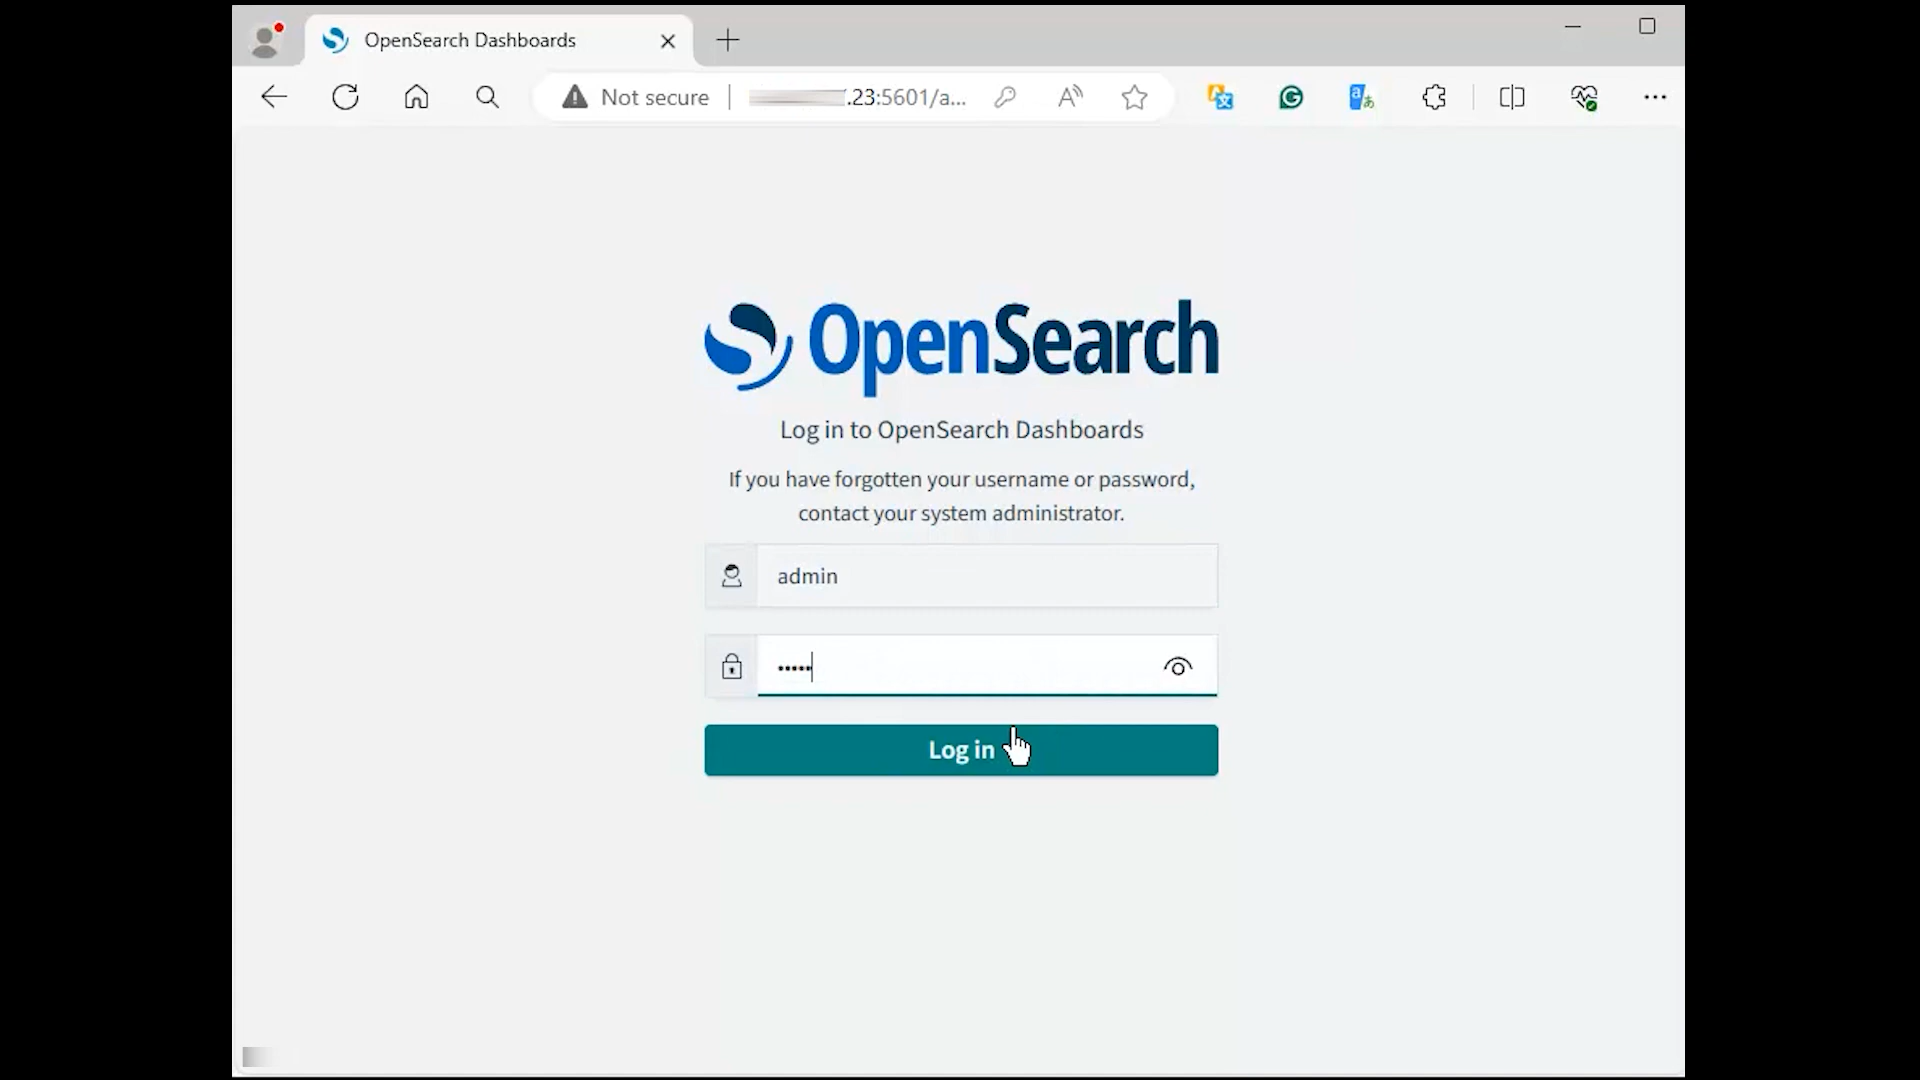 OpenSearch Dashboards
Not secure
.23:5601/a...
OpenSearch
Log in to OpenSearch Dashboards
If you have forgotten your username or password,
contact your system administrator.
admin
•••••
Log in